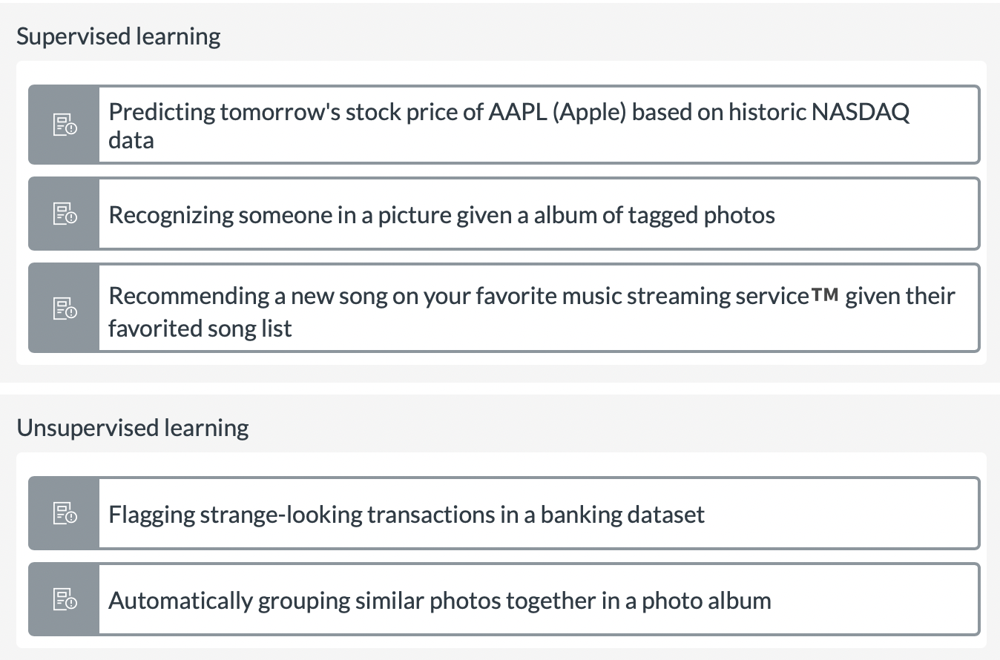 Supervised learning
Predicting tomorrow's stock price of AAPL (Apple) based on historic NASDAQ
data
Recognizing someone in a picture given a album of tagged photos
Recommending a new song on your favorite music streaming service™ given their
favorited song list
Unsupervised learning
Flagging strange-looking transactions in a banking dataset
Automatically grouping similar photos together in a photo album